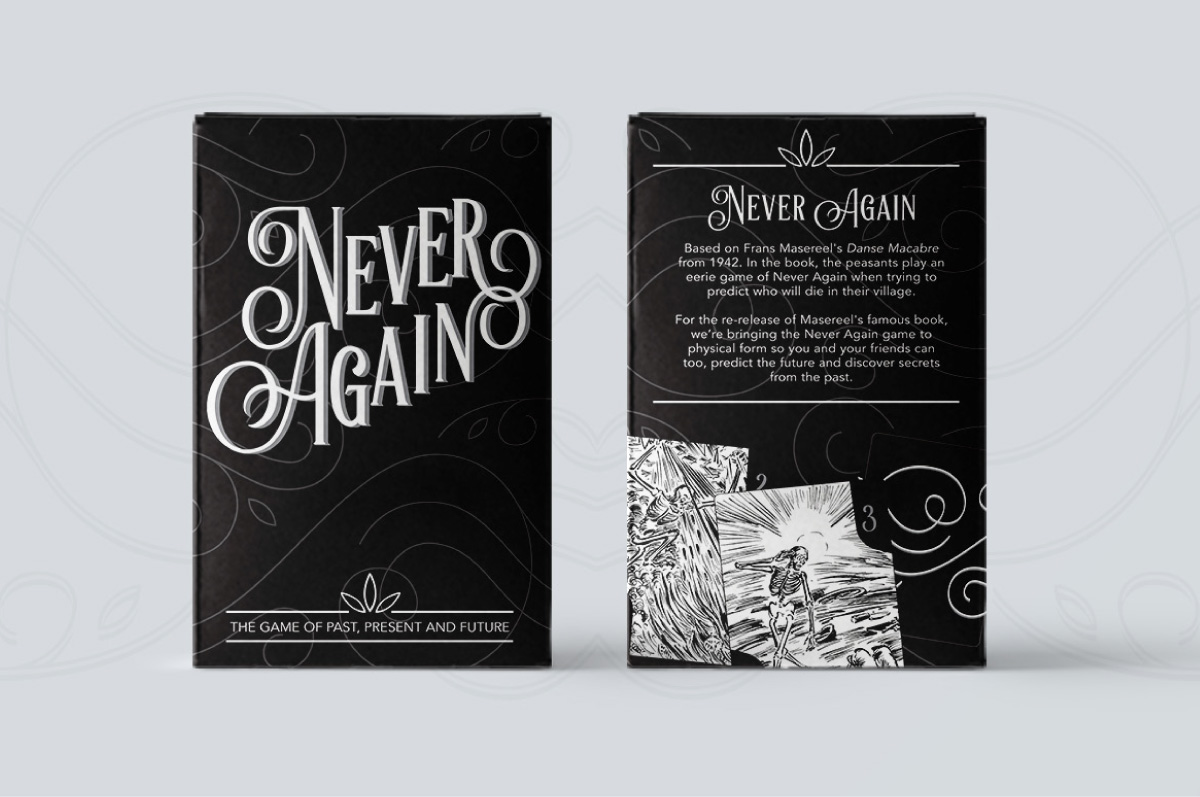 NEVER
AGAIN
THE GAME OF PAST, PRESENT AND FUTURE
NEVER AGAIN
Based on Frans Masereel's Danse Macabre
from 1942. In the book, the peasants play an
eerie game of Never Again when trying to
predict who will die in their village.
For the re-release of Masereel's famous book,
we're bringing the Never Again game to
physical form so you and your friends can
too, predict the future and discover secrets
from the past.
2
3